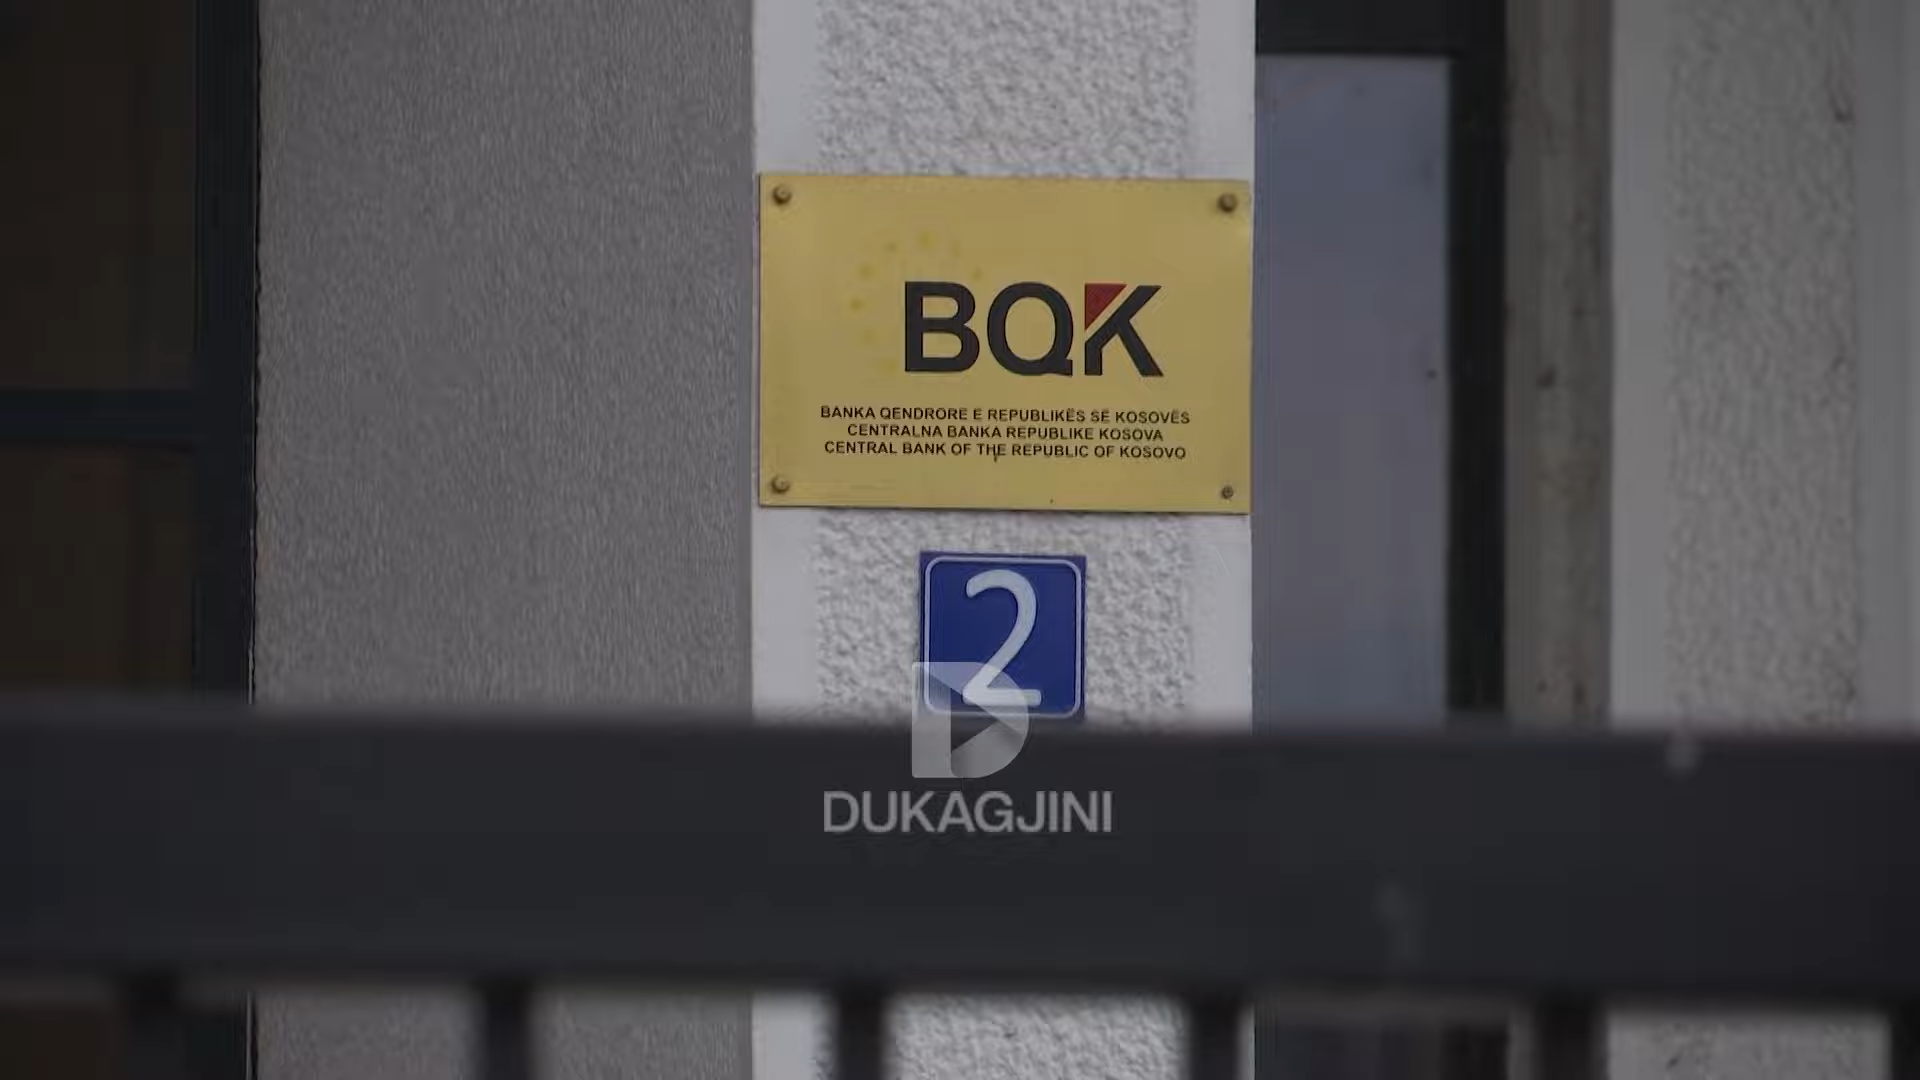 BQK
BANKA QENDRORE E REPUBLIKËS SË KOSOVËS
CENTRALNA BANKA REPUBLIKE KOSOVA
CENTRAL BANK OF THE REPUBLIC OF KOSOVO
2
DUKAGJINI